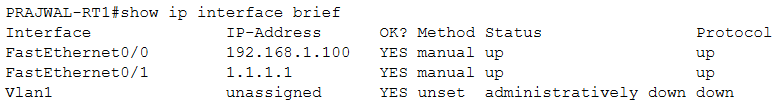 PRAJWAL-RT1#show ip interface brief
Interface              IP-Address      OK? Method Status                Protocol
FastEthernet0/0        192.168.1.100   YES manual up                    up
FastEthernet0/1        1.1.1.1         YES manual up                    up
Vlan1                  unassigned      YES unset  administratively down down